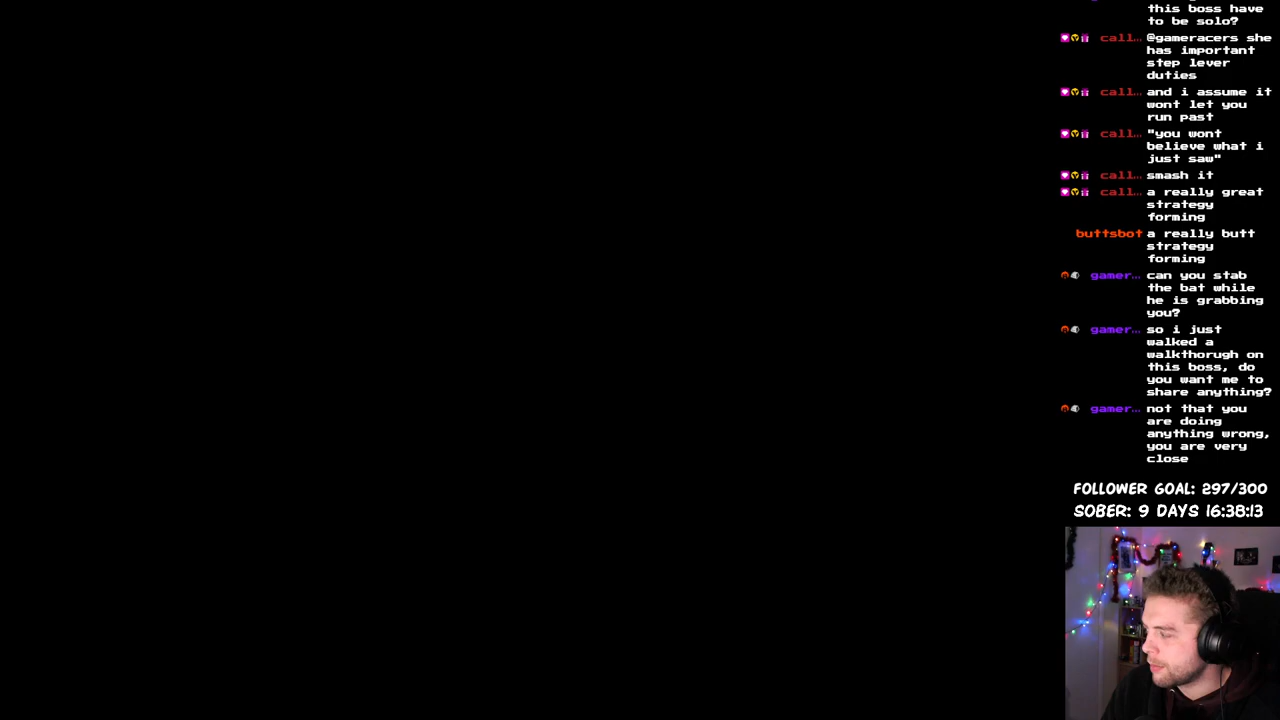 this boss have
to be solo?
call… @gameracers she
has important
step lever
duties
call… and i assume it
wont let you
run past
call… "you wont
believe what i
just saw"
call… smash it
call… a really great
strategy
forming
buttsbot a really butt
strategy
forming
gamer… can you stab
the bat while
he is grabbing
you?
gamer… so i just
walked a
walkthorugh on
this boss, do
you want me to
share anything?
gamer… not that you
are doing
anything wrong,
you are very
close
FOLLOWER GOAL: 297/300
SOBER: 9 DAYS 16:38:13